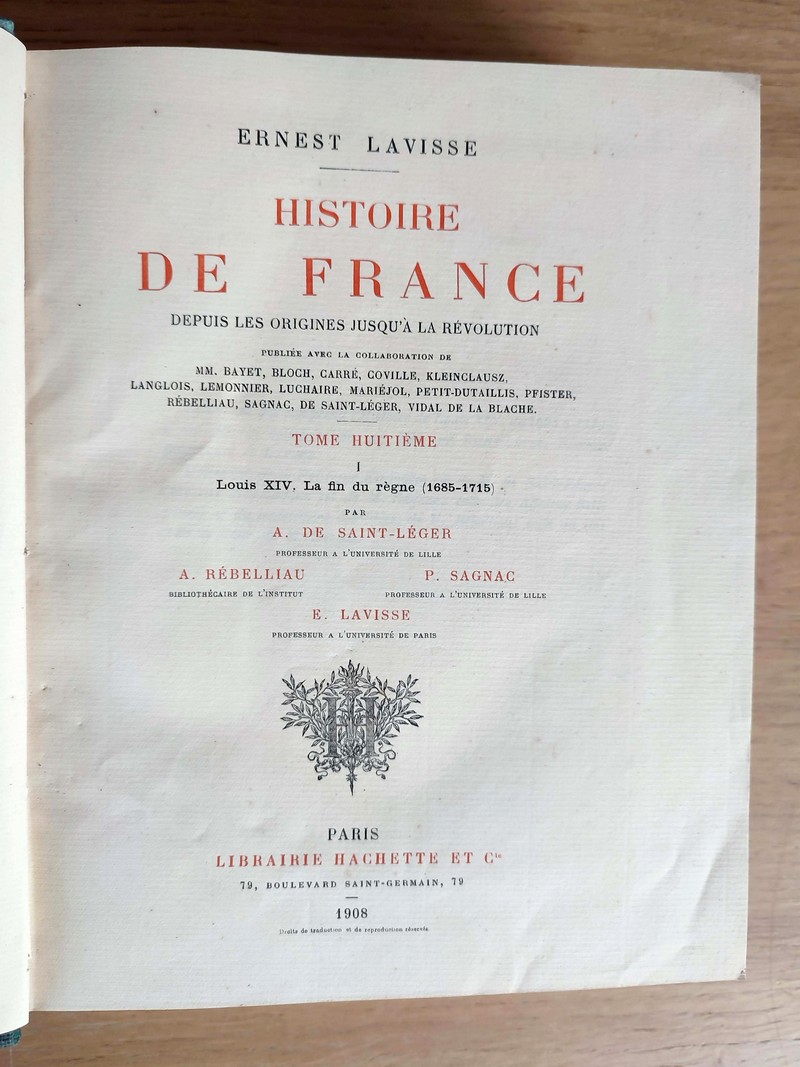 ERNEST LAVISSE
HISTOIRE
DE FRANCE
DEPUIS LES ORIGINES JUSQU'À LA RÉVOLUTION
PUBLIÉE AVEC LA COLLABORATION DE
MM. BAYET, BLOCH, CARRÉ, COVILLE, KLEINCLAUSZ,
LANGLOIS, LEMONNIER, LUCHAIRE, MARIÉJOL, PETIT-DUTAILLIS, PFISTER,
RÉBELLIAU, SAGNAC, DE SAINT-LÉGER, VIDAL DE LA BLACHE.
TOME HUITIÈME
I
Louis XIV. La fin du règne (1685-1715)
PAR
A. DE SAINT-LÉGER
PROFESSEUR A L'UNIVERSITÉ DE LILLE
A. RÉBELLIAU P. SAGNAC
BIBLIOTHÉCAIRE DE L'INSTITUT PROFESSEUR A L'UNIVERSITÉ DE LILLE
E. LAVISSE
PROFESSEUR A L'UNIVERSITÉ DE PARIS
LH
PARIS
LIBRAIRIE HACHETTE ET Cie
79, BOULEVARD SAINT-GERMAIN, 79
1908
Droits de traduction et de reproduction réservés.